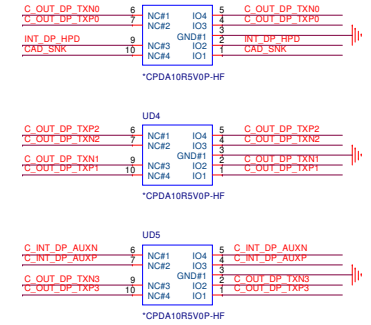 C_OUT_DP_TXN0 6 NC#1 IO4 5 C_OUT_DP_TXN0
C_OUT_DP_TXP0 7 NC#2 IO3 4 C_OUT_DP_TXP0
GND#1 3
INT_DP_HPD 9 NC#3 IO2 2 INT_DP_HPD
CAD_SNK 10 NC#4 IO1 1 CAD_SNK
*CPDA10R5V0P-HF
UD4
C_OUT_DP_TXP2 6 NC#1 IO4 5 C_OUT_DP_TXP2
C_OUT_DP_TXN2 7 NC#2 IO3 4 C_OUT_DP_TXN2
GND#1 3
C_OUT_DP_TXN1 9 NC#3 IO2 2 C_OUT_DP_TXN1
C_OUT_DP_TXP1 10 NC#4 IO1 1 C_OUT_DP_TXP1
*CPDA10R5V0P-HF
UD5
C_INT_DP_AUXN 6 NC#1 IO4 5 C_INT_DP_AUXN
C_INT_DP_AUXP 7 NC#2 IO3 4 C_INT_DP_AUXP
GND#1 3
C_OUT_DP_TXN3 9 NC#3 IO2 2 C_OUT_DP_TXN3
C_OUT_DP_TXP3 10 NC#4 IO1 1 C_OUT_DP_TXP3
*CPDA10R5V0P-HF